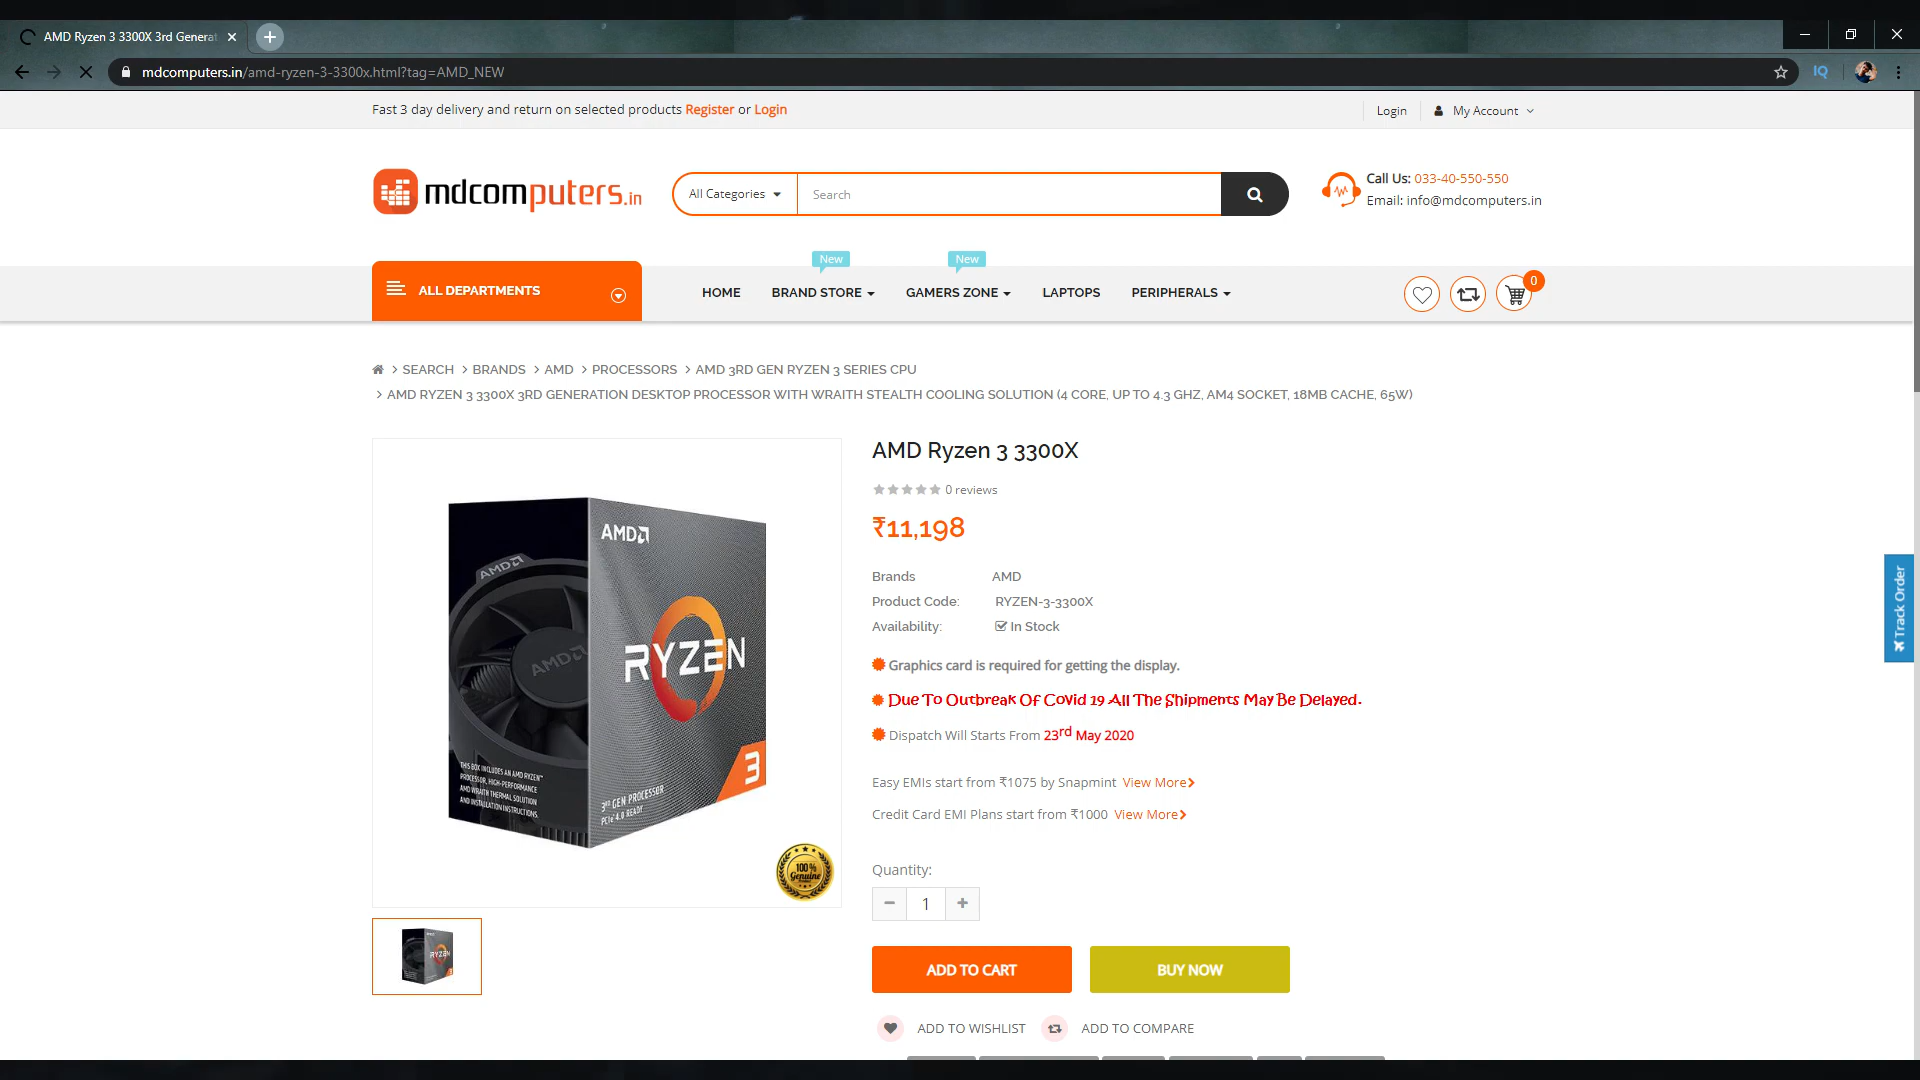 AMD Ryzen 3 3300X 3rd Genera
mdcomputers.in/amd-ryzen-3-3300x.html?tag=AMD_NEW
IQ
Fast 3 day delivery and return on selected products Register or Login
Login
My Account
mdcomputers.in
All Categories
Search
Call Us: 033-40-550-550
Email: info@mdcomputers.in
ALL DEPARTMENTS
HOME
New
BRAND STORE
New
GAMERS ZONE
LAPTOPS
PERIPHERALS
0
SEARCH > BRANDS > AMD > PROCESSORS > AMD 3RD GEN RYZEN 3 SERIES CPU
> AMD RYZEN 3 3300X 3RD GENERATION DESKTOP PROCESSOR WITH WRAITH STEALTH COOLING SOLUTION (4 CORE, UP TO 4.3 GHZ, AM4 SOCKET, 18MB CACHE, 65W)
AMD
AMD
AMD
RYZEN
3
THIS BOX INCLUDES AN AMD RYZEN™
PROCESSOR, HIGH-PERFORMANCE
AMD WRAITH THERMAL SOLUTION
AND INSTALLATION INSTRUCTIONS.
3RD GEN PROCESSOR
PCIe 4.0 READY
100%
Genuine
RYZEN
AMD Ryzen 3 3300X
0 reviews
₹11,198
Brands AMD
Product Code: RYZEN-3-3300X
Availability: In Stock
Graphics card is required for getting the display.
Due To Outbreak Of Covid 19 All The Shipments May Be Delayed.
Dispatch Will Starts From 23rd May 2020
Easy EMIs start from ₹1075 by Snapmint View More
Credit Card EMI Plans start from ₹1000 View More
Quantity:
− 1 +
ADD TO CART
BUY NOW
ADD TO WISHLIST
ADD TO COMPARE
Track Order